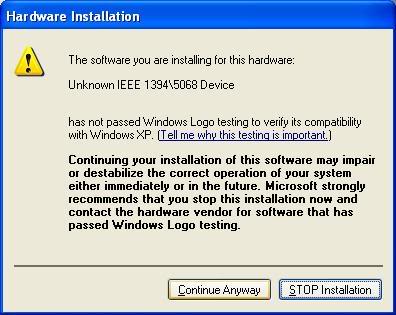 Hardware Installation
The software you are installing for this hardware:
Unknown IEEE 1394\5068 Device
has not passed Windows Logo testing to verify its compatibility
with Windows XP. (Tell me why this testing is important.)
Continuing your installation of this software may impair
or destabilize the correct operation of your system
either immediately or in the future. Microsoft strongly
recommends that you stop this installation now and
contact the hardware vendor for software that has
passed Windows Logo testing.
Continue Anyway STOP Installation